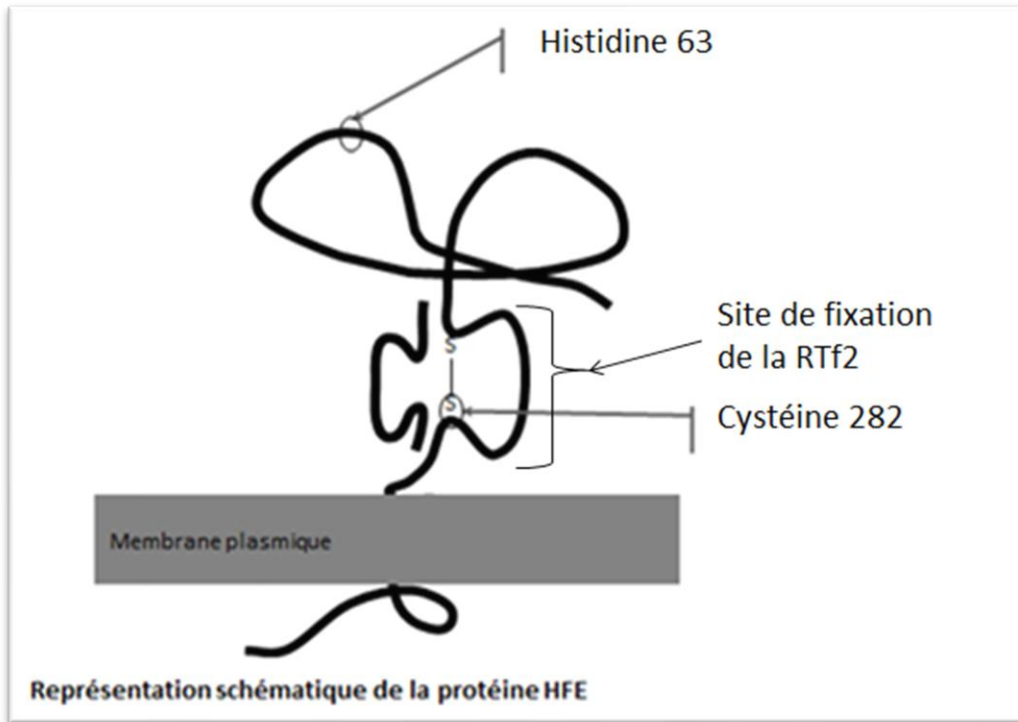 Histidine 63
Site de fixation
de la RTf2
S
S
Cystéine 282
Membrane plasmique
Représentation schématique de la protéine HFE